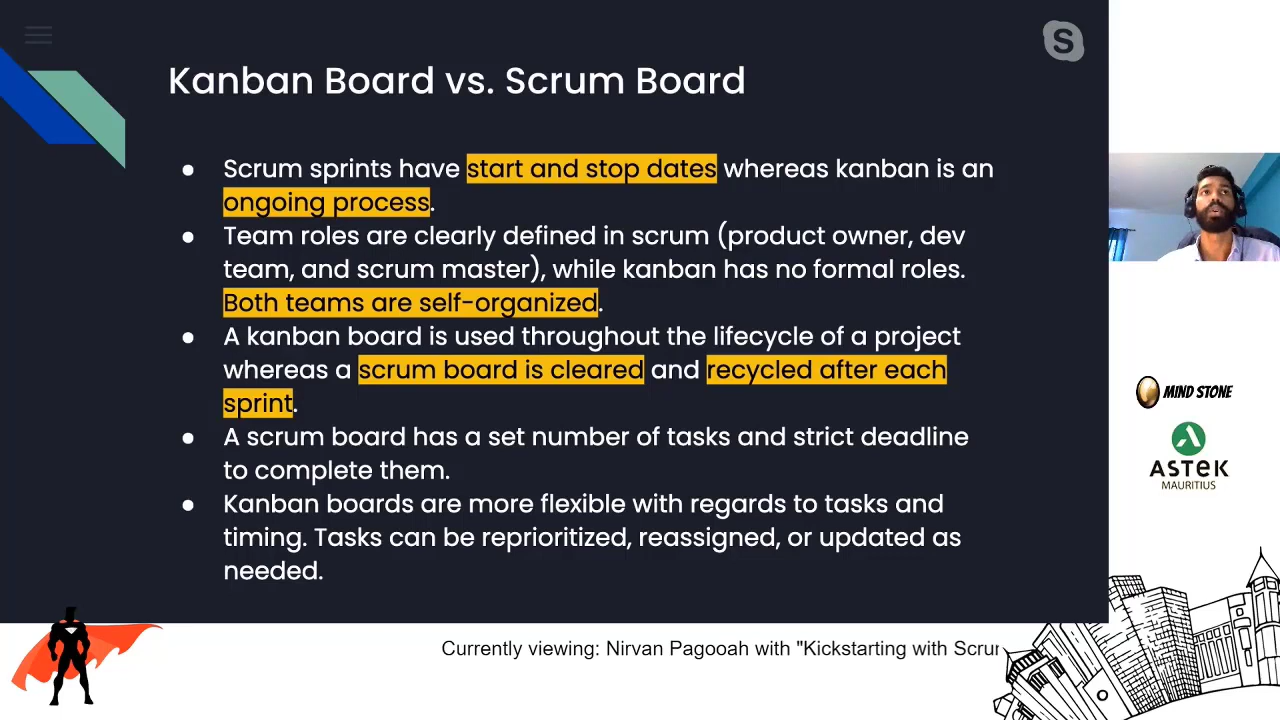 Kanban Board vs. Scrum Board
● Scrum sprints have start and stop dates whereas kanban is an
ongoing process.
● Team roles are clearly defined in scrum (product owner, dev
team, and scrum master), while kanban has no formal roles.
Both teams are self-organized.
● A kanban board is used throughout the lifecycle of a project
whereas a scrum board is cleared and recycled after each
sprint.
● A scrum board has a set number of tasks and strict deadline
to complete them.
● Kanban boards are more flexible with regards to tasks and
timing. Tasks can be reprioritized, reassigned, or updated as
needed.
S
MIND STONE
ASTEK
MAURITIUS
Currently viewing: Nirvan Pagooah with "Kickstarting with Scrur